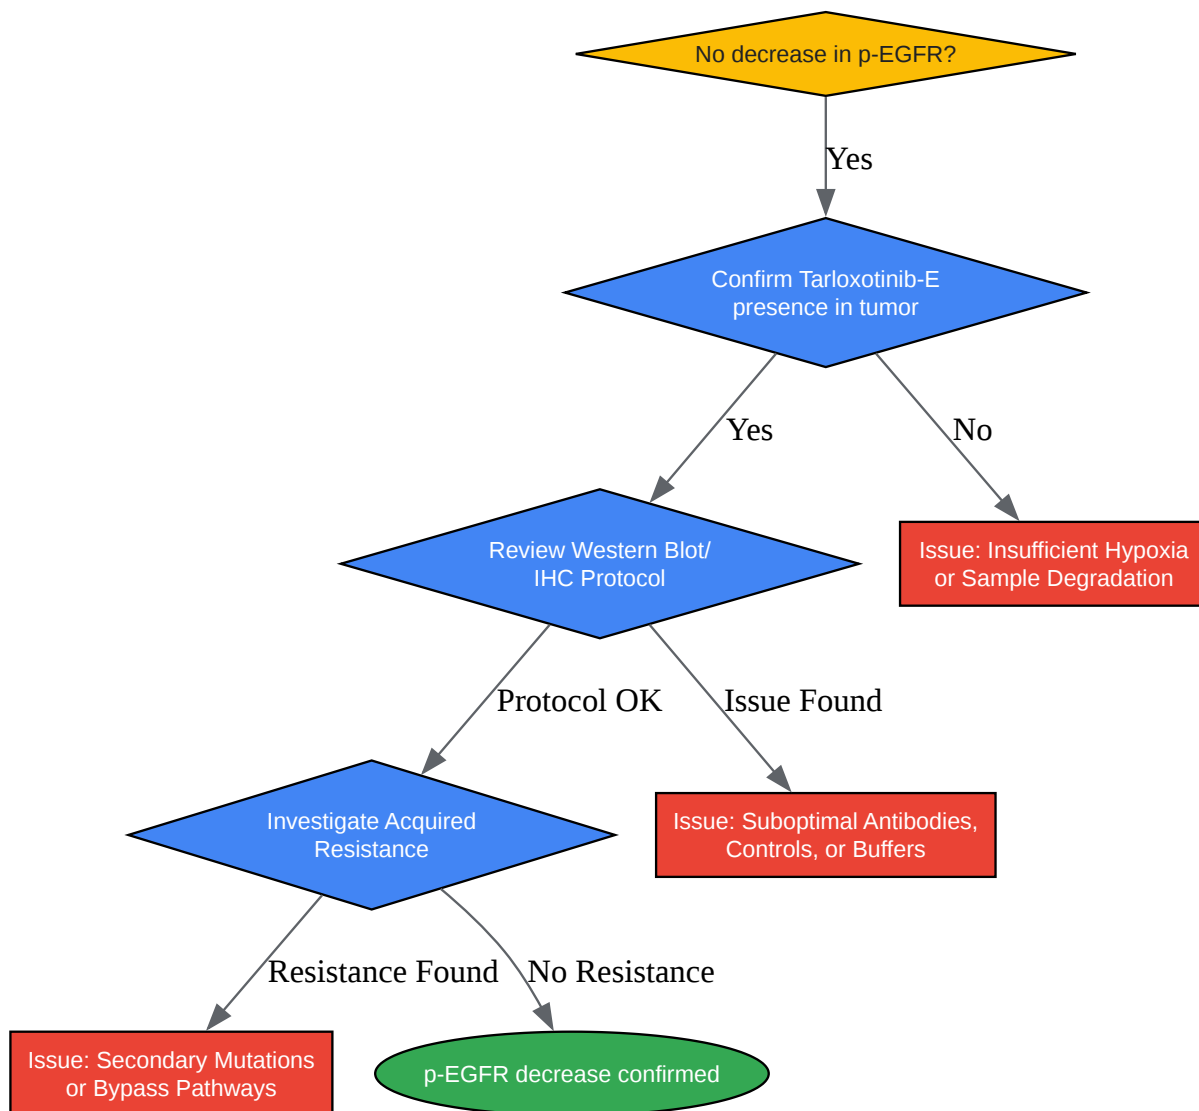 No decrease in p-EGFR?
Yes
Confirm Tarloxotinib-E
presence in tumor
Yes
No
Review Western Blot/
IHC Protocol
Issue: Insufficient Hypoxia
or Sample Degradation
Protocol OK
Issue Found
Investigate Acquired
Resistance
Issue: Suboptimal Antibodies,
Controls, or Buffers
Resistance Found
No Resistance
Issue: Secondary Mutations
or Bypass Pathways
p-EGFR decrease confirmed